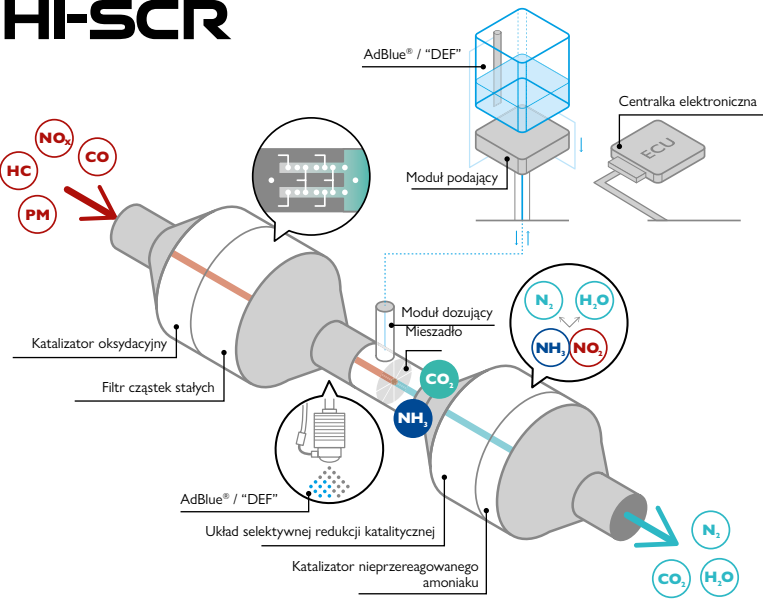 HI-SCR
AdBlue® / “DEF”
Centralka elektroniczna
ECU
Moduł podający
NOx
CO
HC
PM
Moduł dozujący
Mieszadło
N2
H2O
NH3
NO2
Katalizator oksydacyjny
Filtr cząstek stałych
CO2
NH3
AdBlue® / “DEF”
Układ selektywnej redukcji katalitycznej
Katalizator nieprzereagowanego
amoniaku
N2
CO2
H2O